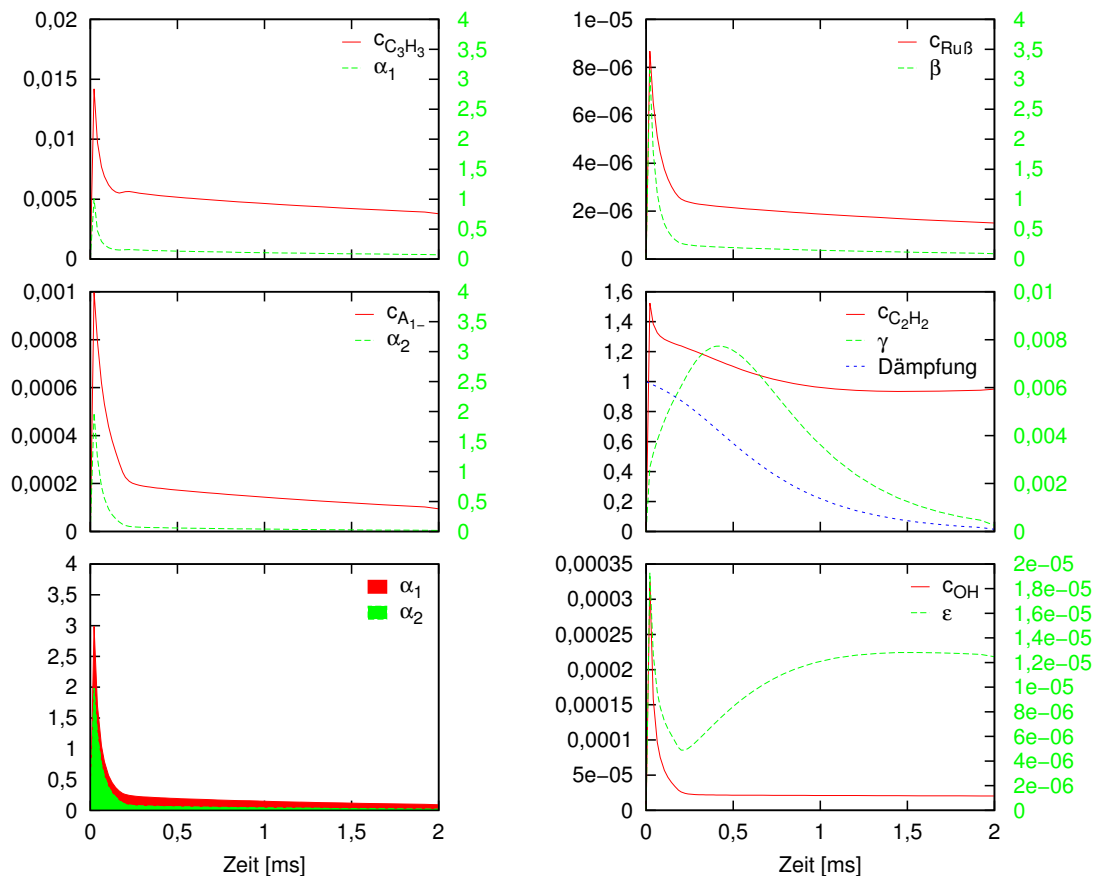 0,02
0,015
0,01
0,005
0
4
3,5
3
2,5
2
1,5
1
0,5
0
c_C₃H₃
α₁
1e−05
8e−06
6e−06
4e−06
2e−06
0
4
3,5
3
2,5
2
1,5
1
0,5
0
c_Ruß
β
0,001
0,0008
0,0006
0,0004
0,0002
0
4
3,5
3
2,5
2
1,5
1
0,5
0
c_A₁₋
α₂
1,6
1,4
1,2
1
0,8
0,6
0,4
0,2
0
0,01
0,008
0,006
0,004
0,002
0
c_C₂H₂
γ
Dämpfung
4
3,5
3
2,5
2
1,5
1
0,5
0
α₁
α₂
0 0,5 1 1,5 2
Zeit [ms]
0,00035
0,0003
0,00025
0,0002
0,00015
0,0001
5e−05
0
2e−05
1.8e−05
1.6e−05
1.4e−05
1.2e−05
1e−05
8e−06
6e−06
4e−06
2e−06
0
c_OH
ε
0 0,5 1 1,5 2
Zeit [ms]